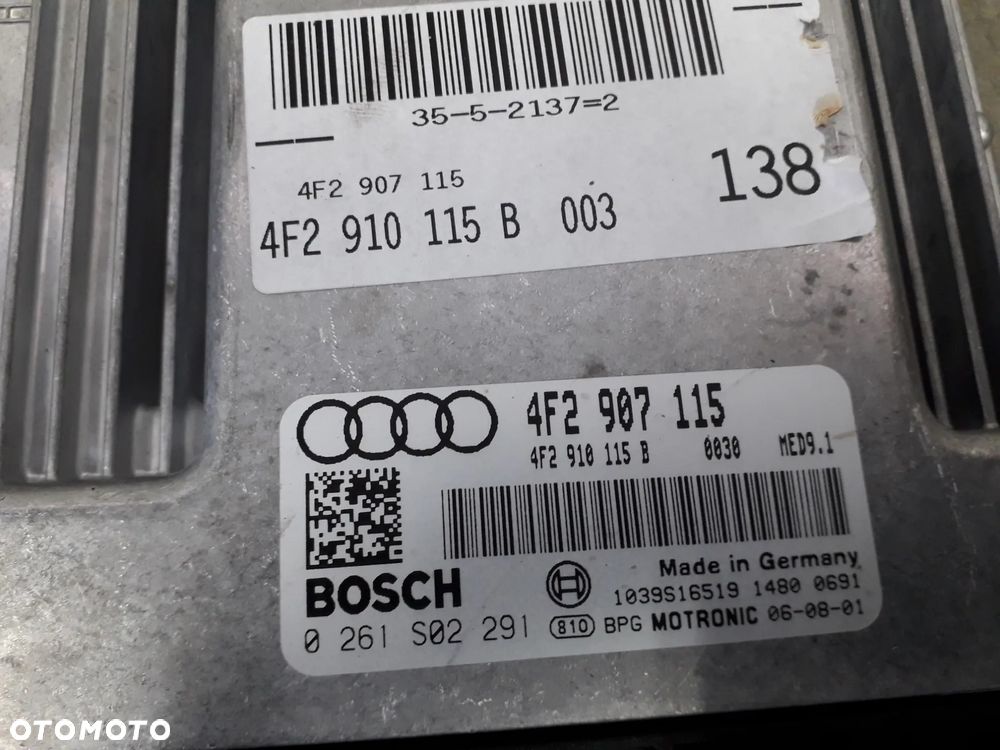 35-5-2137=2
4F2 907 115
4F2 910 115 B 003
138
4F2 907 115
4F2 910 115 B 0030 MED9.1
BOSCH
Made in Germany
1039S16519 1480 0691
0 261 S02 291 810 BPG MOTRONIC 06-08-01
OTOMOTO
OTOMOTO